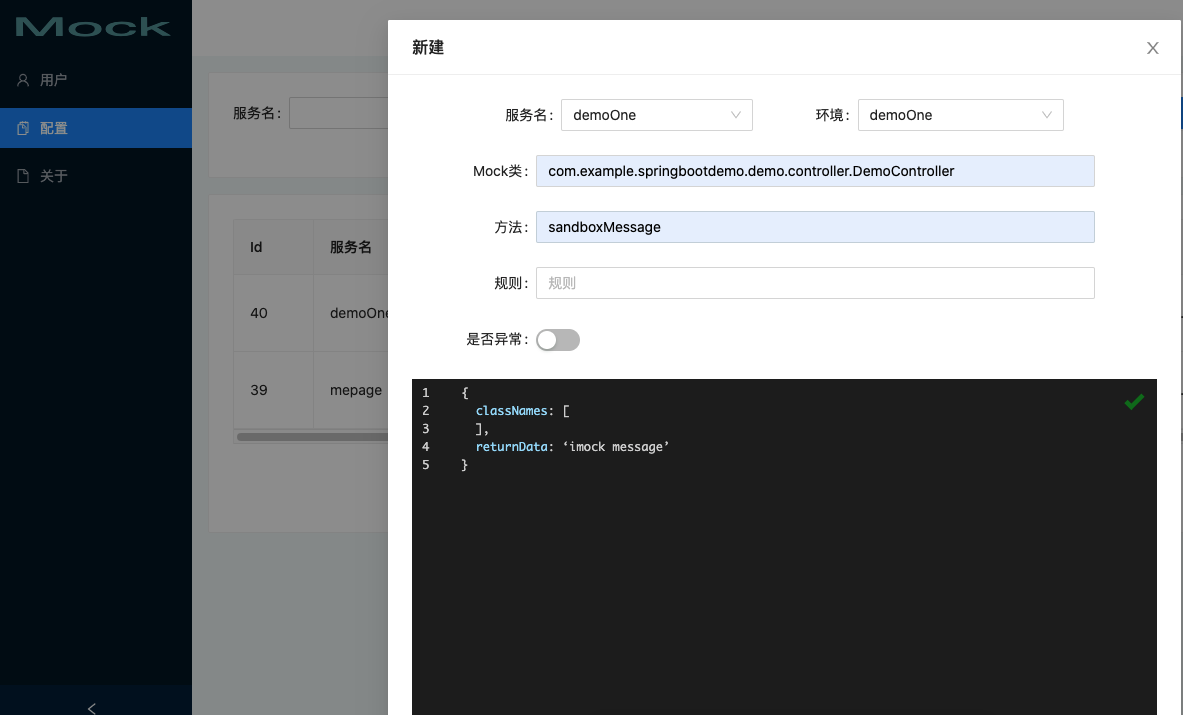 Mock
用户
配置
关于
服务名:
Id 服务名
40 demoOne
39 mepage
新建
服务名: demoOne 环境: demoOne
Mock类: com.example.springbootdemo.demo.controller.DemoController
方法: sandboxMessage
规则: 规则
是否异常:
1 {
2 classNames: [
3 ],
4 returnData: ‘imock message’
5 }